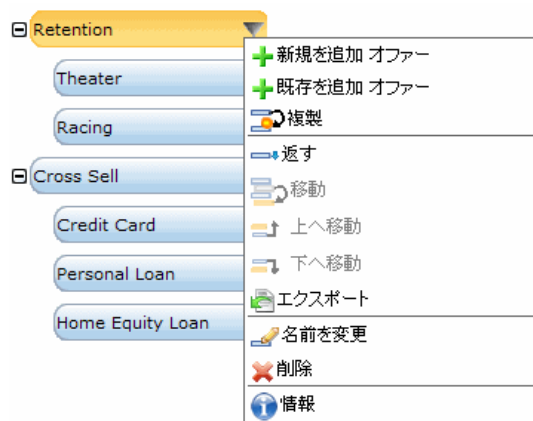 Retention
Theater
Racing
Cross Sell
Credit Card
Personal Loan
Home Equity Loan
新規を追加 オファー
既存を追加 オファー
複製
返す
移動
上へ移動
下へ移動
エクスポート
名前を変更
削除
情報